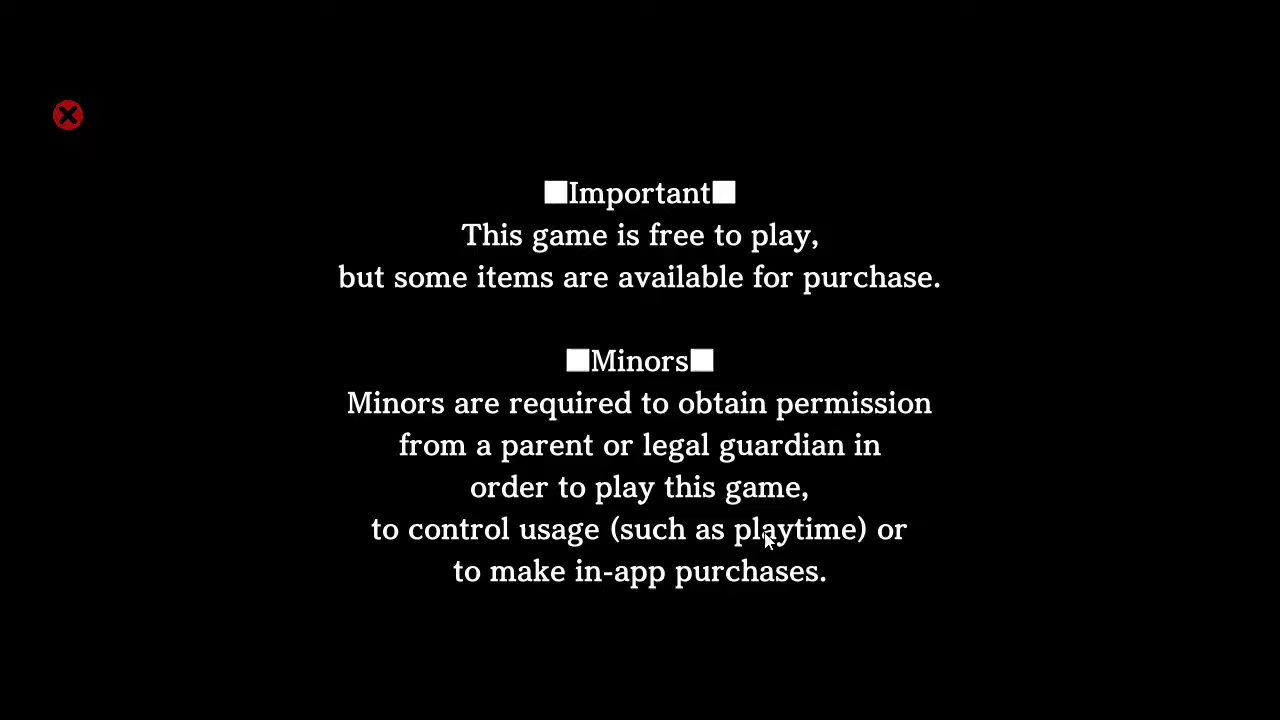 ■Important■
This game is free to play,
but some items are available for purchase.
■Minors■
Minors are required to obtain permission
from a parent or legal guardian in
order to play this game,
to control usage (such as playtime) or
to make in-app purchases.